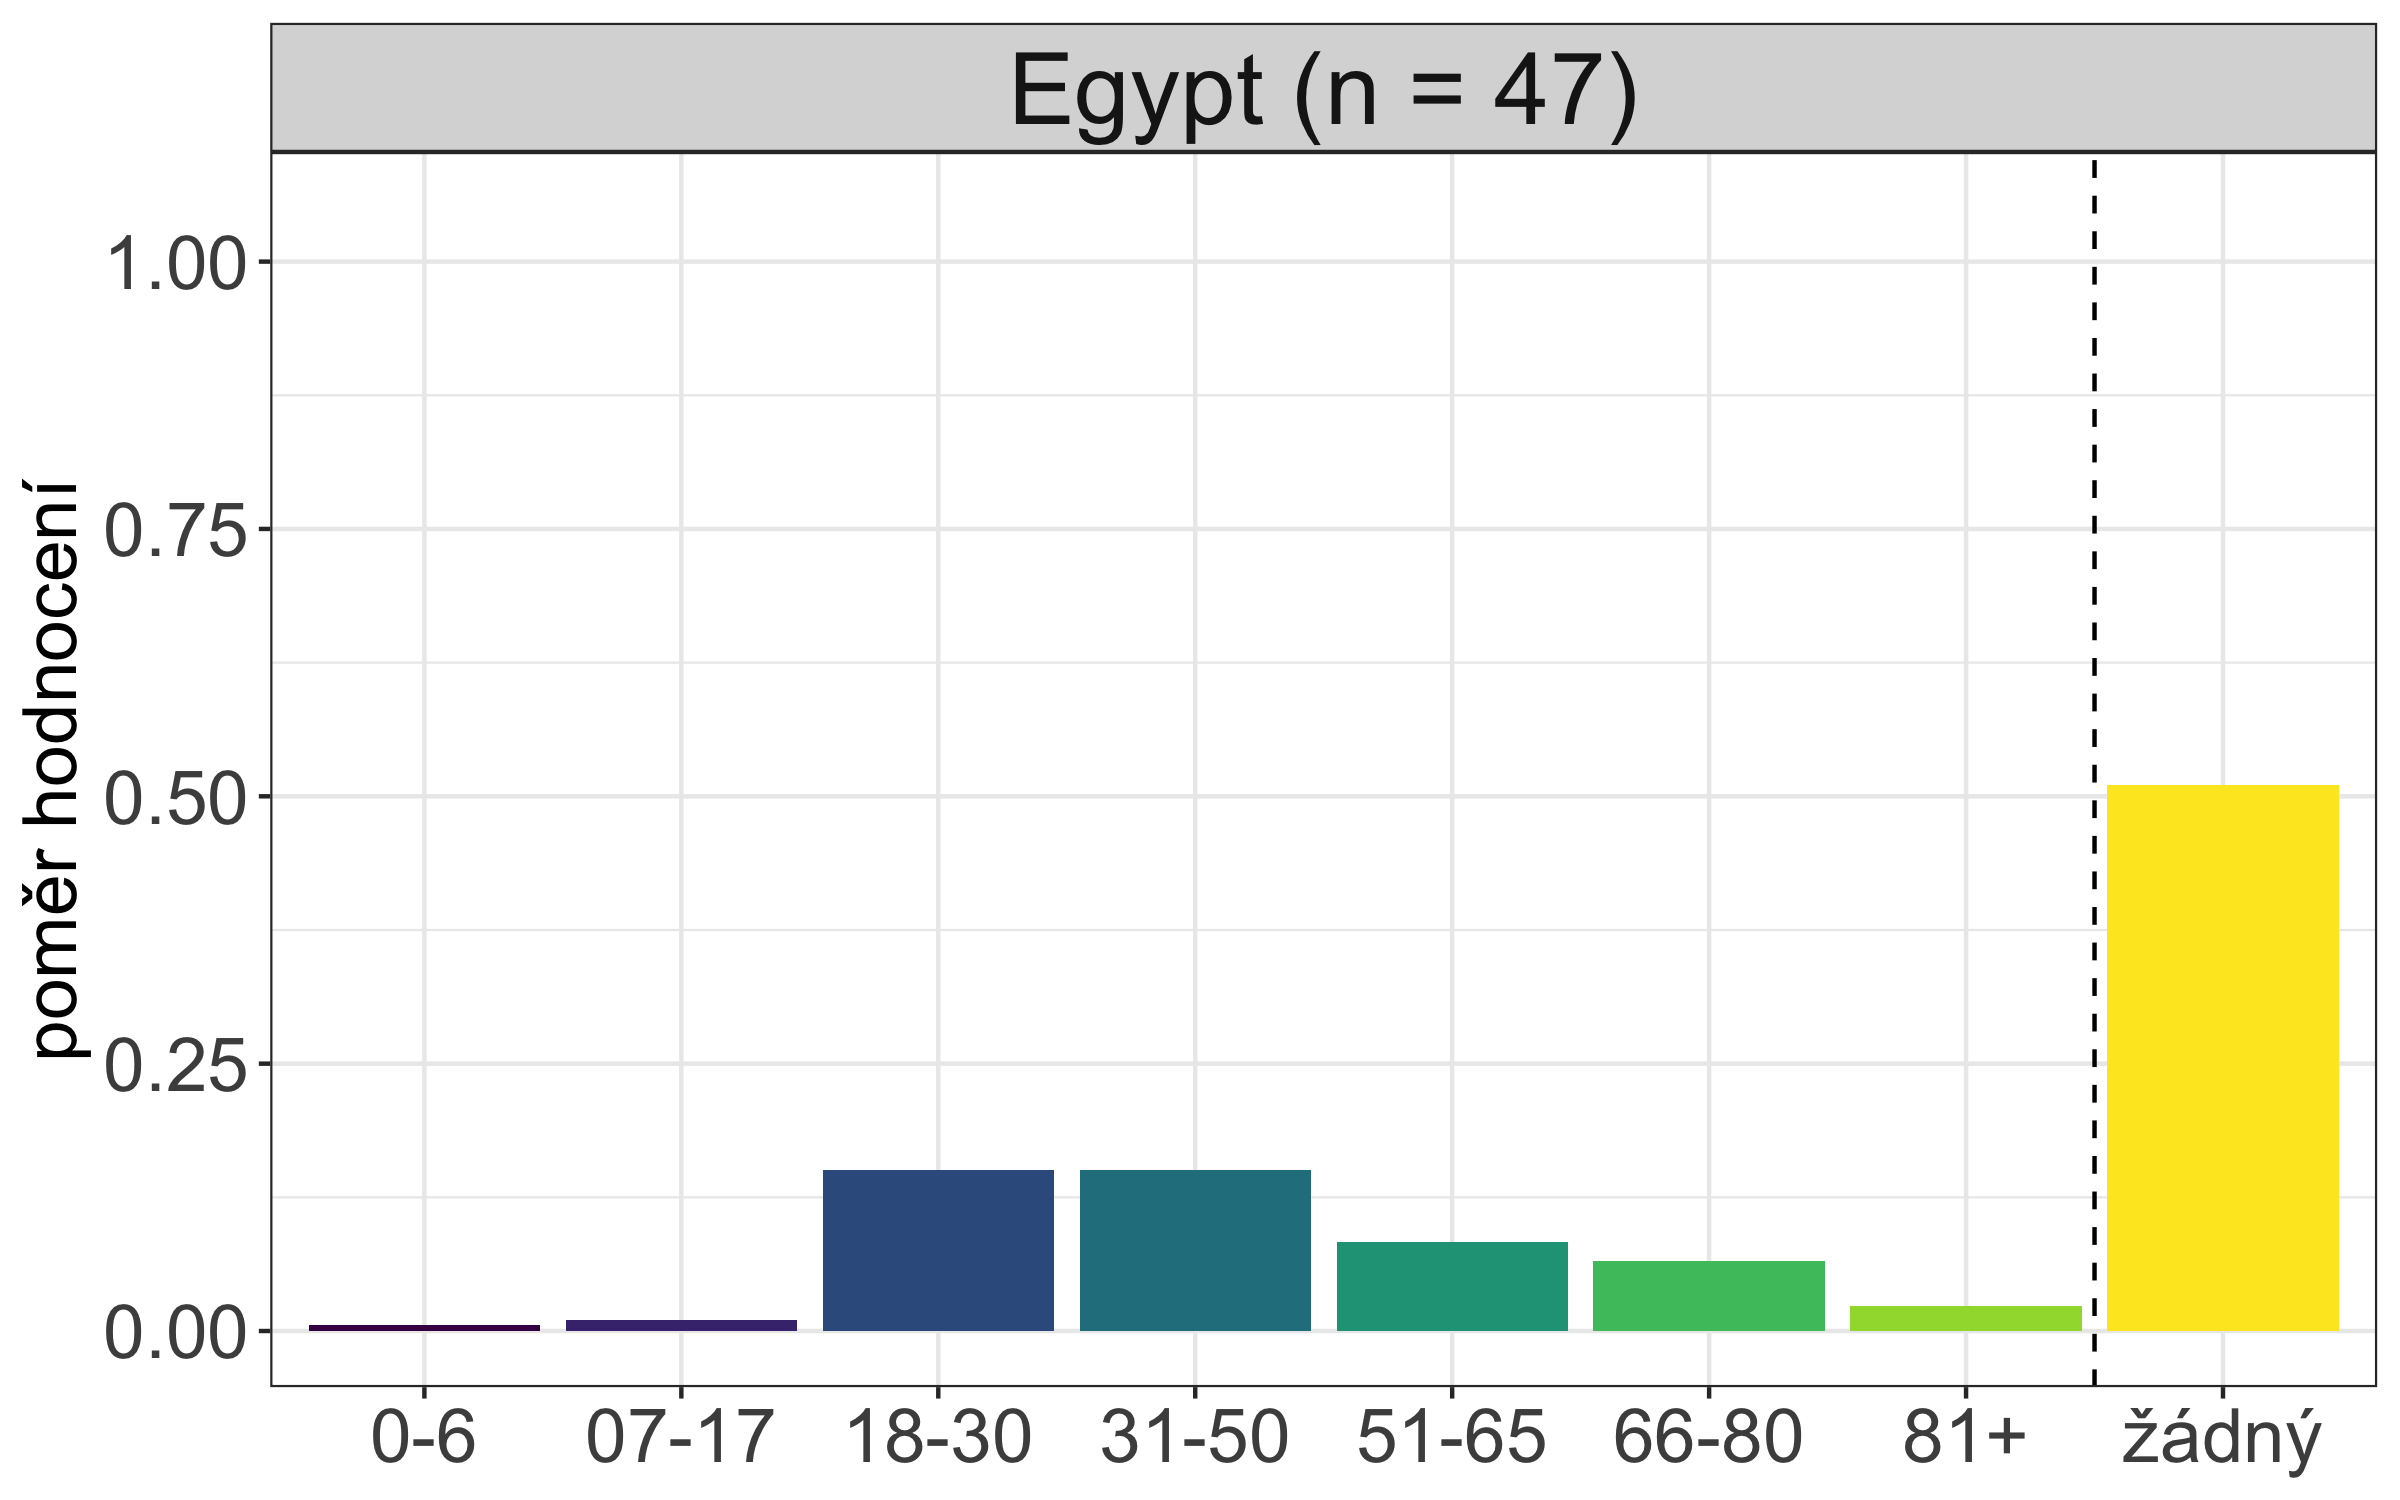 Egypt (n = 47)
poměr hodnocení
1.00
0.75
0.50
0.25
0.00
0-6 07-17 18-30 31-50 51-65 66-80 81+ žádný